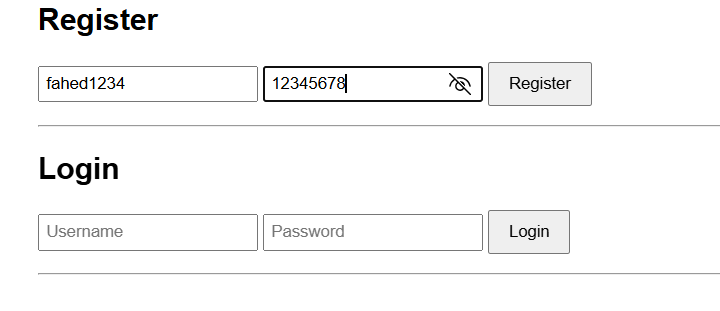 Register
fahed1234 12345678 Register
Login
Username Password Login